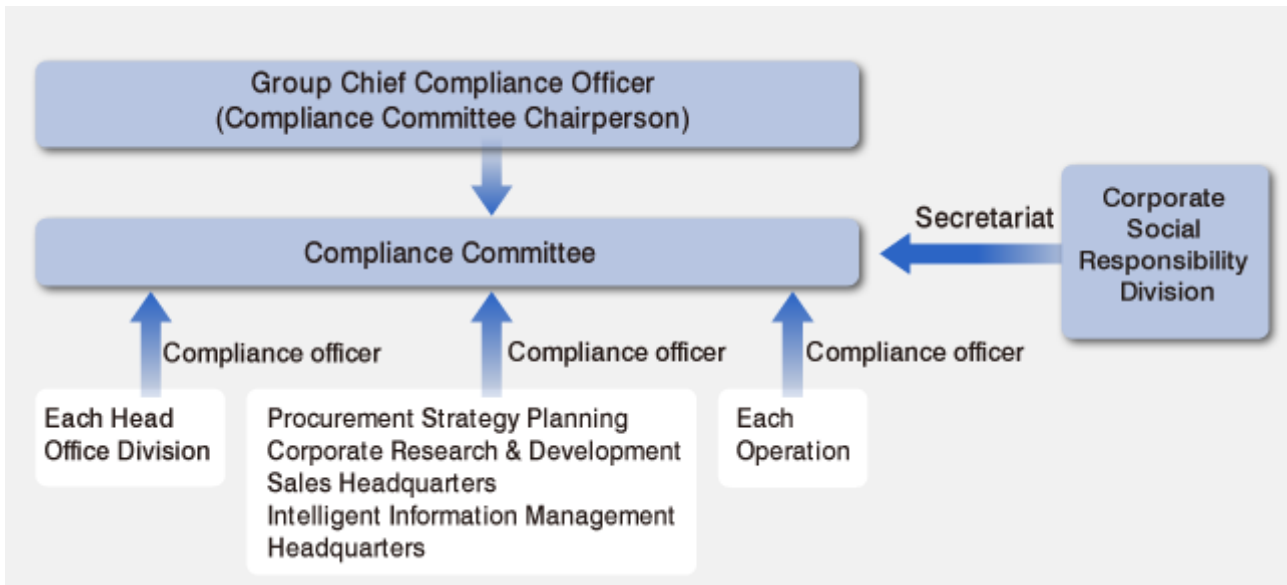 Group Chief Compliance Officer
(Compliance Committee Chairperson)
Compliance Committee
Secretariat
Corporate
Social
Responsibility
Division
Compliance officer
Compliance officer
Compliance officer
Each Head
Office Division
Procurement Strategy Planning
Corporate Research & Development
Sales Headquarters
Intelligent Information Management
Headquarters
Each
Operation